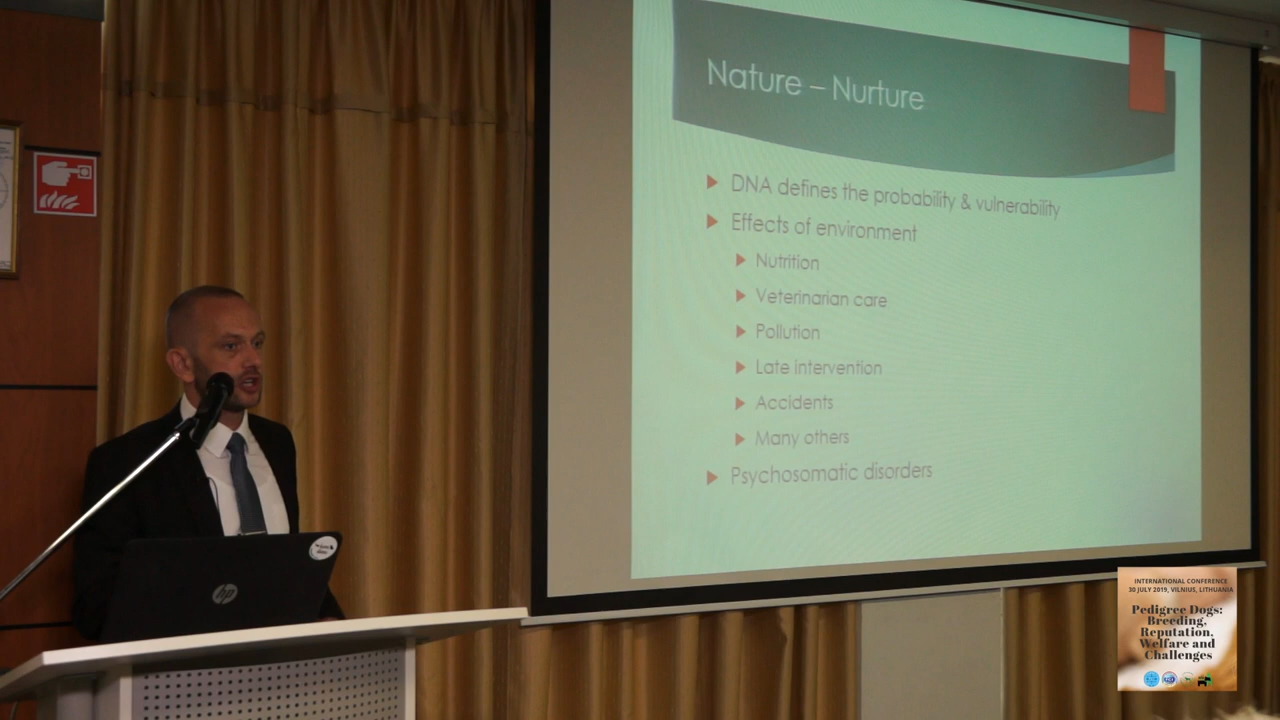 Nature – Nurture
DNA defines the probability & vulnerability
Effects of environment
Nutrition
Veterinarian care
Pollution
Late intervention
Accidents
Many others
Psychosomatic disorders
hp
INTERNATIONAL CONFERENCE
30 JULY 2019, VILNIUS, LITHUANIA
Pedigree Dogs:
Breeding,
Reputation,
Welfare and
Challenges